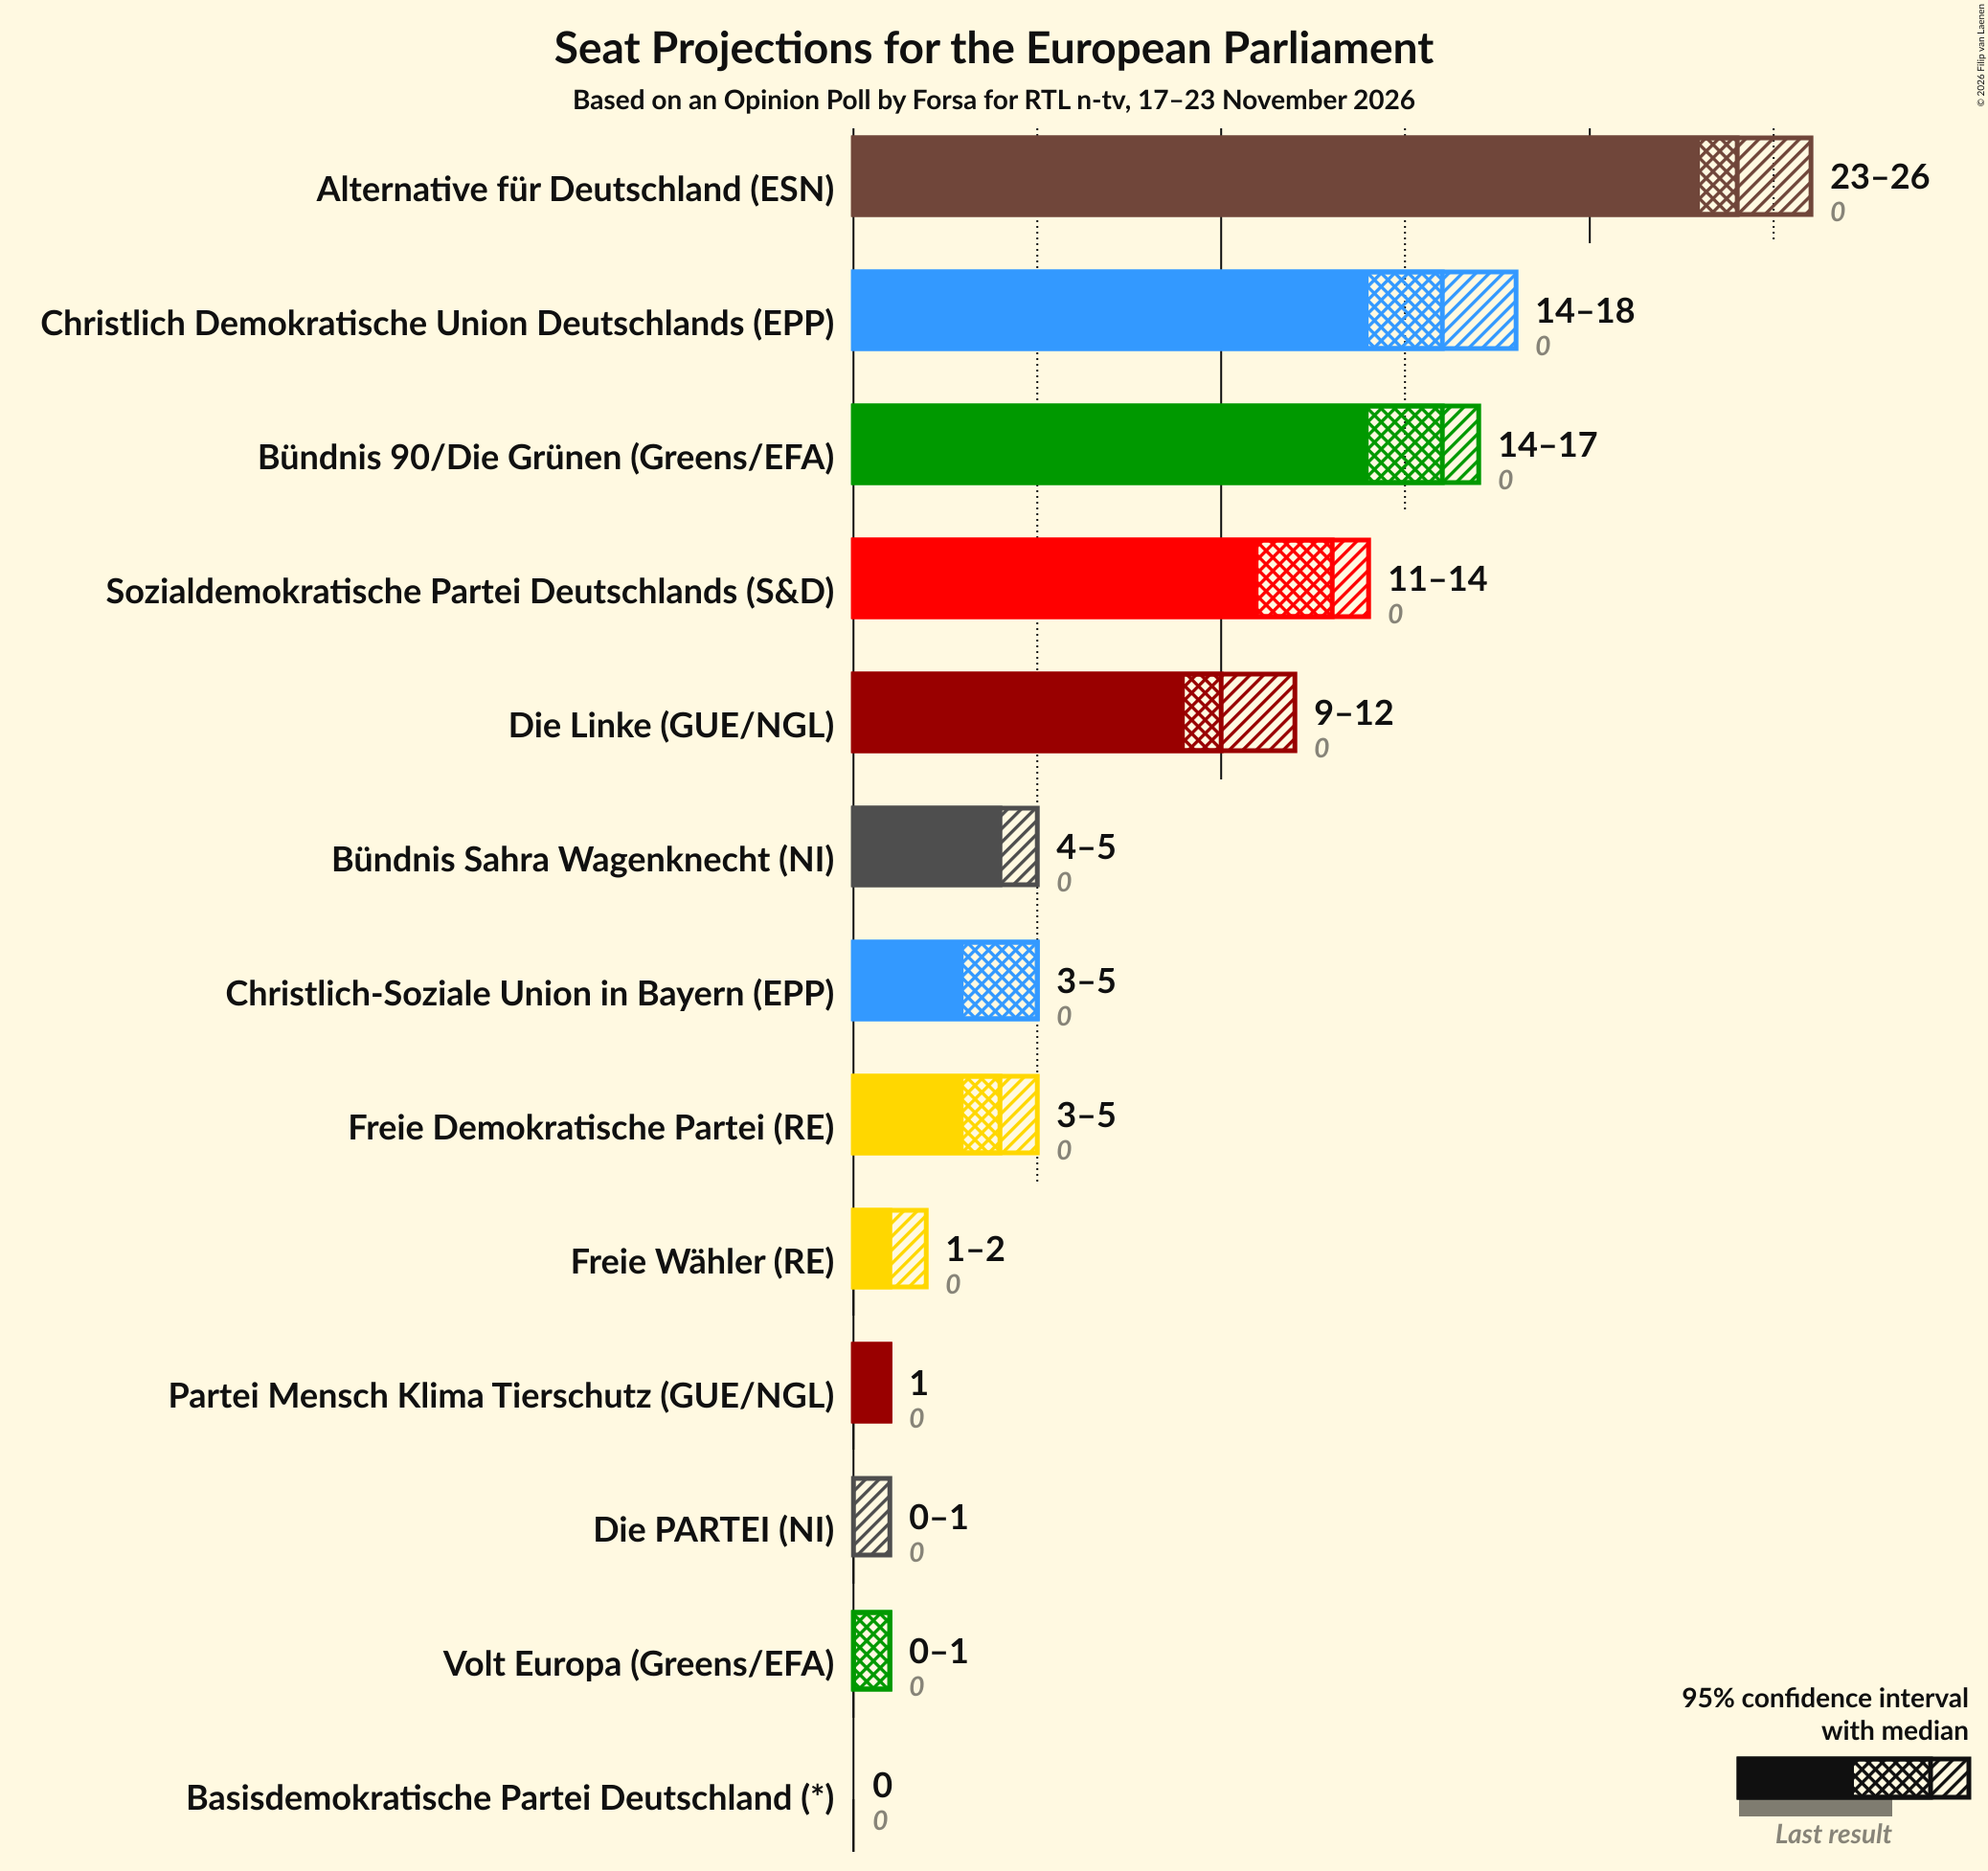 Seat Projections for the European Parliament
Based on an Opinion Poll by Forsa for RTL n-tv, 17–23 November 2026
© 2026 Filip van Laenen
Alternative für Deutschland (ESN)
23–26
0
Christlich Demokratische Union Deutschlands (EPP)
14–18
0
Bündnis 90/Die Grünen (Greens/EFA)
14–17
0
Sozialdemokratische Partei Deutschlands (S&D)
11–14
0
Die Linke (GUE/NGL)
9–12
0
Bündnis Sahra Wagenknecht (NI)
4–5
0
Christlich-Soziale Union in Bayern (EPP)
3–5
0
Freie Demokratische Partei (RE)
3–5
0
Freie Wähler (RE)
1–2
0
Partei Mensch Klima Tierschutz (GUE/NGL)
1
0
Die PARTEI (NI)
0–1
0
Volt Europa (Greens/EFA)
0–1
0
Basisdemokratische Partei Deutschland (*)
0
0
95% confidence interval
with median
Last result